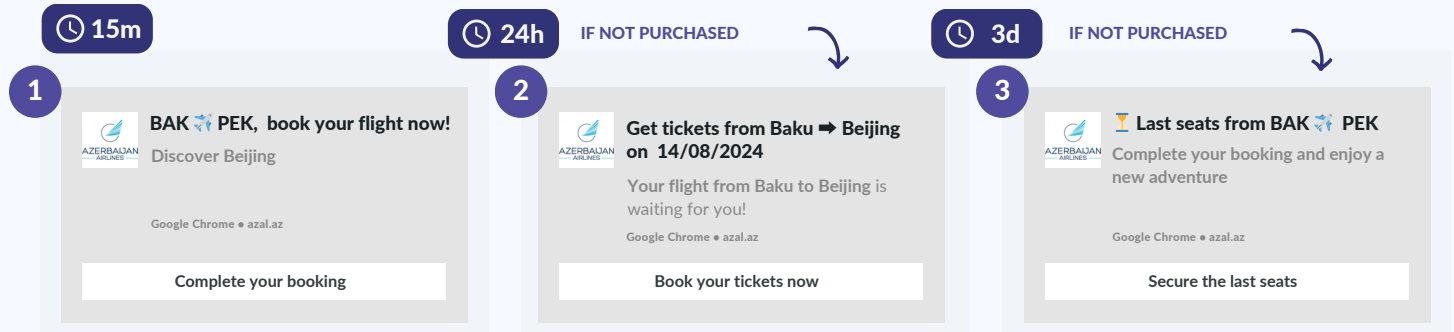 15m
1
AZERBAIJAN
AIRLINES
BAK ✈️ PEK, book your flight now!
Discover Beijing
Google Chrome • azal.az
Complete your booking
24h
IF NOT PURCHASED
2
AZERBAIJAN
AIRLINES
Get tickets from Baku ➡ Beijing
on 14/08/2024
Your flight from Baku to Beijing is
waiting for you!
Google Chrome • azal.az
Book your tickets now
3d
IF NOT PURCHASED
3
AZERBAIJAN
AIRLINES
⏳ Last seats from BAK ✈️ PEK
Complete your booking and enjoy a
new adventure
Google Chrome • azal.az
Secure the last seats